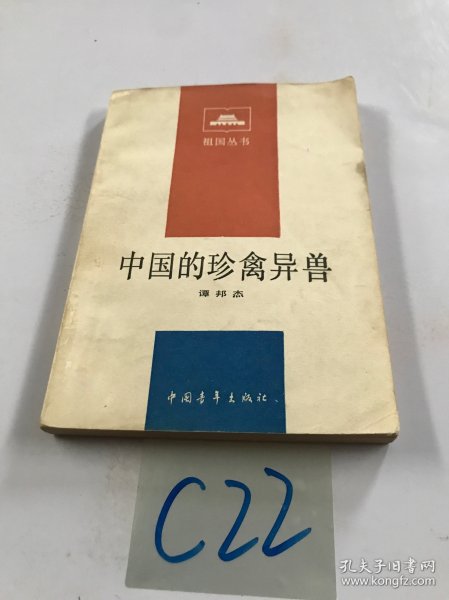 祖国丛书
中国的珍禽异兽
谭邦杰
中国青年出版社
C22
孔夫子旧书网
www.kongfz.com